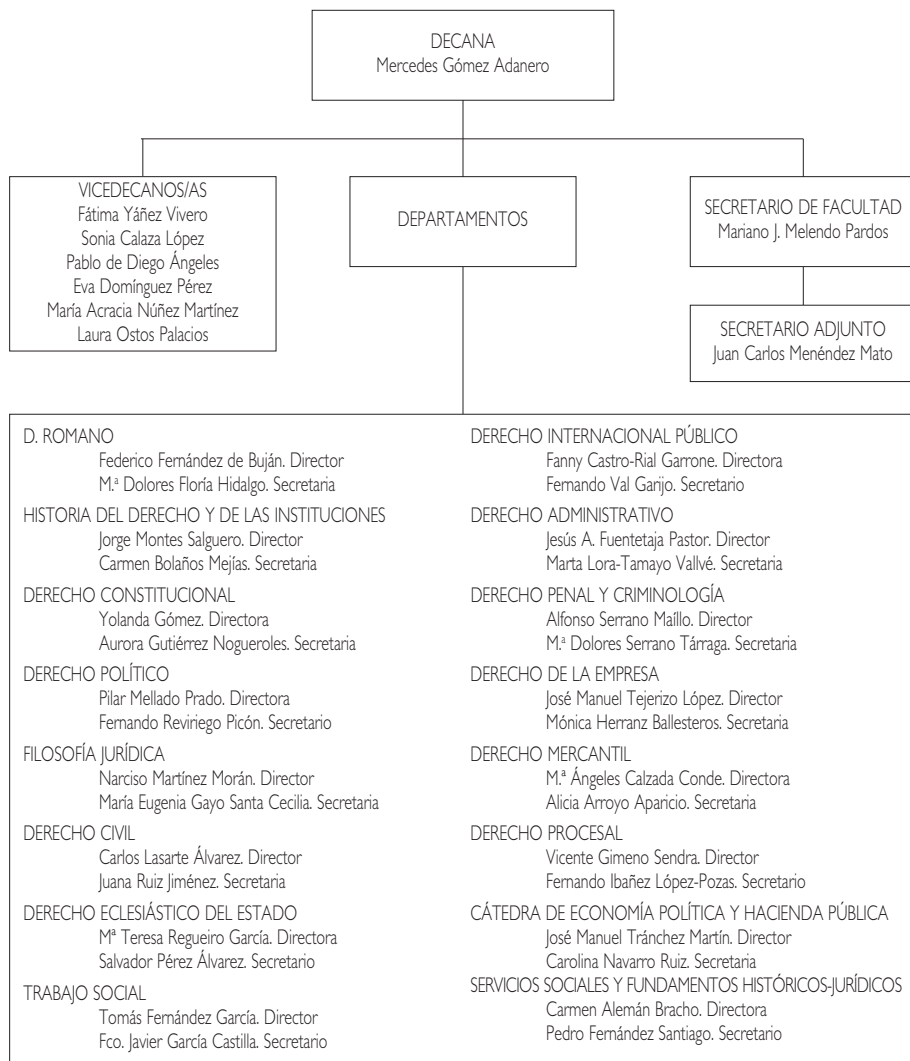 DECANA
Mercedes Gómez Adanero
VICEDECANOS/AS
Fátima Yáñez Vivero
Sonia Calaza López
Pablo de Diego Ángeles
Eva Domínguez Pérez
María Acracia Núñez Martínez
Laura Ostos Palacios
DEPARTAMENTOS
SECRETARIO DE FACULTAD
Mariano J. Melendo Pardos
SECRETARIO ADJUNTO
Juan Carlos Menéndez Mato
D. ROMANO
Federico Fernández de Buján. Director
M.ª Dolores Floría Hidalgo. Secretaria
HISTORIA DEL DERECHO Y DE LAS INSTITUCIONES
Jorge Montes Salguero. Director
Carmen Bolaños Mejías. Secretaria
DERECHO CONSTITUCIONAL
Yolanda Gómez. Directora
Aurora Gutiérrez Nogueroles. Secretaria
DERECHO POLÍTICO
Pilar Mellado Prado. Directora
Fernando Reviriego Picón. Secretario
FILOSOFÍA JURÍDICA
Narciso Martínez Morán. Director
María Eugenia Gayo Santa Cecilia. Secretaria
DERECHO CIVIL
Carlos Lasarte Álvarez. Director
Juana Ruiz Jiménez. Secretaria
DERECHO ECLESIÁSTICO DEL ESTADO
Mª Teresa Regueiro García. Directora
Salvador Pérez Álvarez. Secretario
TRABAJO SOCIAL
Tomás Fernández García. Director
Fco. Javier García Castilla. Secretario
DERECHO INTERNACIONAL PÚBLICO
Fanny Castro-Rial Garrone. Directora
Fernando Val Garijo. Secretario
DERECHO ADMINISTRATIVO
Jesús A. Fuentetaja Pastor. Director
Marta Lora-Tamayo Vallvé. Secretaria
DERECHO PENAL Y CRIMINOLOGÍA
Alfonso Serrano Maíllo. Director
M.ª Dolores Serrano Tárraga. Secretaria
DERECHO DE LA EMPRESA
José Manuel Tejerizo López. Director
Mónica Herranz Ballesteros. Secretaria
DERECHO MERCANTIL
M.ª Ángeles Calzada Conde. Directora
Alicia Arroyo Aparicio. Secretaria
DERECHO PROCESAL
Vicente Gimeno Sendra. Director
Fernando Ibañez López-Pozas. Secretario
CÁTEDRA DE ECONOMÍA POLÍTICA Y HACIENDA PÚBLICA
José Manuel Tránchez Martín. Director
Carolina Navarro Ruiz. Secretaria
SERVICIOS SOCIALES Y FUNDAMENTOS HISTÓRICOS-JURÍDICOS
Carmen Alemán Bracho. Directora
Pedro Fernández Santiago. Secretario